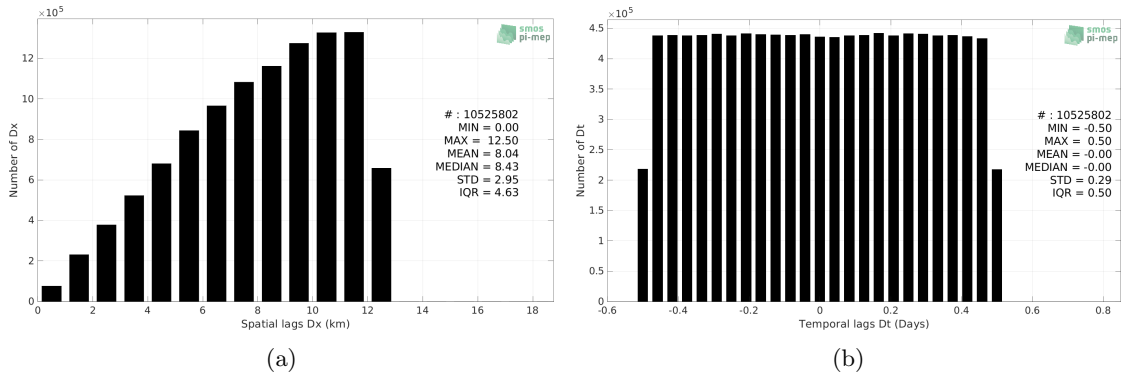 ×10⁵
12
10
8
6
4
2
0
Number of Dx
0 2 4 6 8 10 12 14 16 18
Spatial lags Dx (km)
smos
pi-mep
# : 10525802
MIN = 0.00
MAX = 12.50
MEAN = 8.04
MEDIAN = 8.43
STD = 2.95
IQR = 4.63
(a)
×10⁵
4.5
4
3.5
3
2.5
2
1.5
1
0.5
0
Number of Dt
-0.6 -0.4 -0.2 0 0.2 0.4 0.6 0.8
Temporal lags Dt (Days)
smos
pi-mep
# : 10525802
MIN = -0.50
MAX = 0.50
MEAN = -0.00
MEDIAN = -0.00
STD = 0.29
IQR = 0.50
(b)